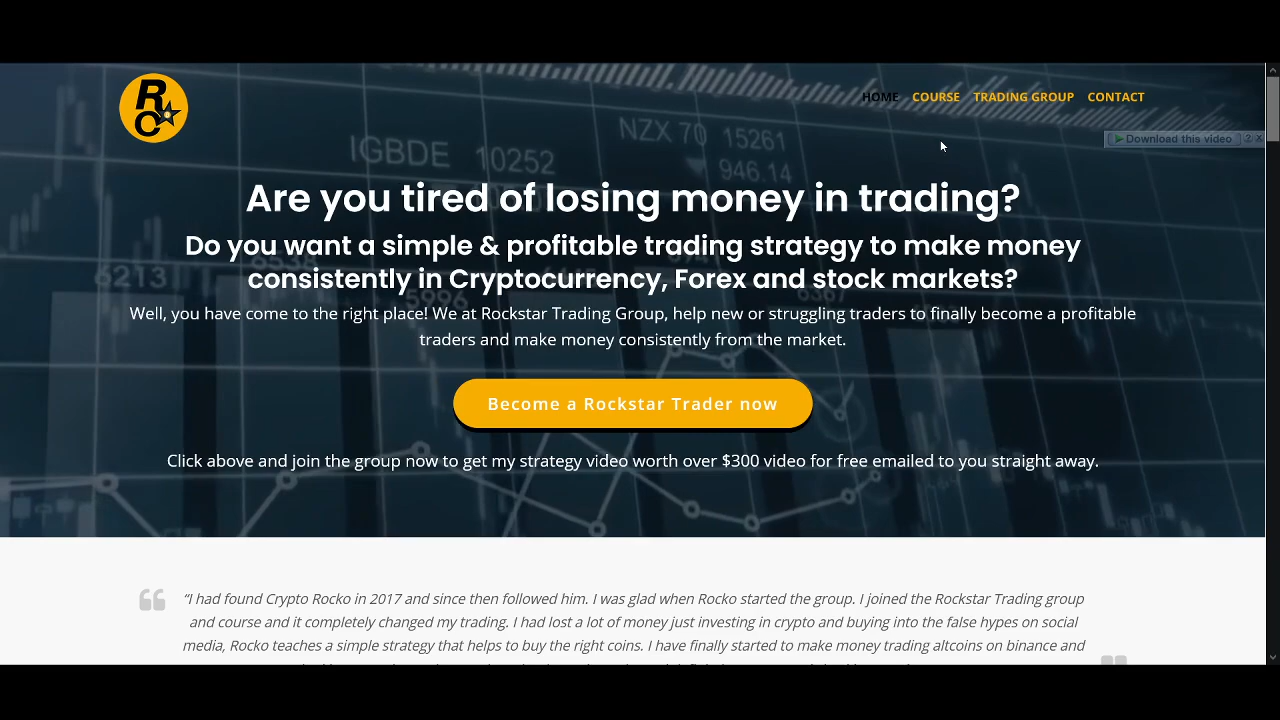 RC
HOME COURSE TRADING GROUP CONTACT
Download this video
IGBDE 10252
NZX 70 15261
946.14
Are you tired of losing money in trading?
6213
Do you want a simple & profitable trading strategy to make money
consistently in Cryptocurrency, Forex and stock markets?
5996
6367
Well, you have come to the right place! We at Rockstar Trading Group, help new or struggling traders to finally become a profitable
traders and make money consistently from the market.
Become a Rockstar Trader now
Click above and join the group now to get my strategy video worth over $300 video for free emailed to you straight away.
“I had found Crypto Rocko in 2017 and since then followed him. I was glad when Rocko started the group. I joined the Rockstar Trading group
and course and it completely changed my trading. I had lost a lot of money just investing in crypto and buying into the false hypes on social
media, Rocko teaches a simple strategy that helps to buy the right coins. I have finally started to make money trading altcoins on binance and